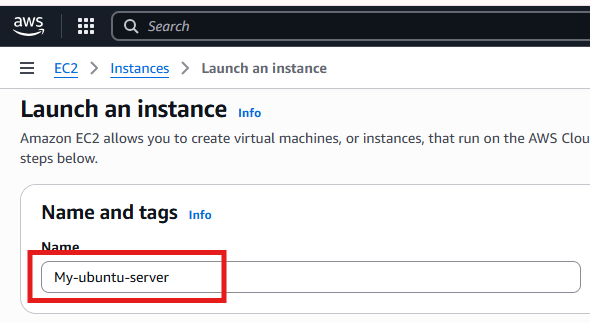 aws
Search
EC2 > Instances > Launch an instance
Launch an instance Info
Amazon EC2 allows you to create virtual machines, or instances, that run on the AWS Clou
steps below.
Name and tags Info
Name
My-ubuntu-server